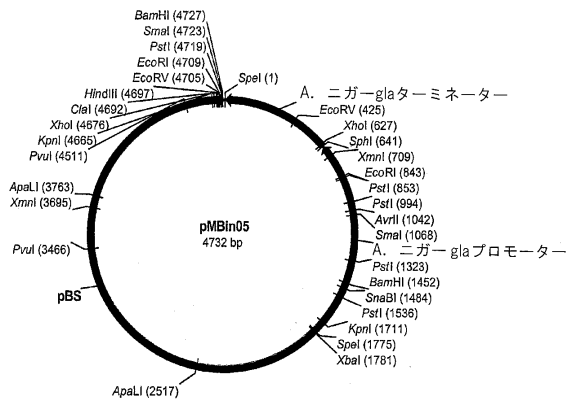 BamHI (4727)
SmaI (4723)
PstI (4719)
EcoRI (4709)
EcoRV (4705)
HindIII (4697)
ClaI (4692)
XhoI (4676)
KpnI (4665)
PvuI (4511)
ApaLI (3763)
XmnI (3695)
PvuI (3466)
pBS
ApaLI (2517)
SpeI (1)
A. ニガーglaターミネーター
EcoRV (425)
XhoI (627)
SphI (641)
XmnI (709)
EcoRI (843)
PstI (853)
PstI (994)
AvrII (1042)
SmaI (1068)
A. ニガーglaプロモーター
PstI (1323)
BamHI (1452)
SnaBI (1484)
PstI (1536)
KpnI (1711)
SpeI (1775)
XbaI (1781)
pMBin05
4732 bp